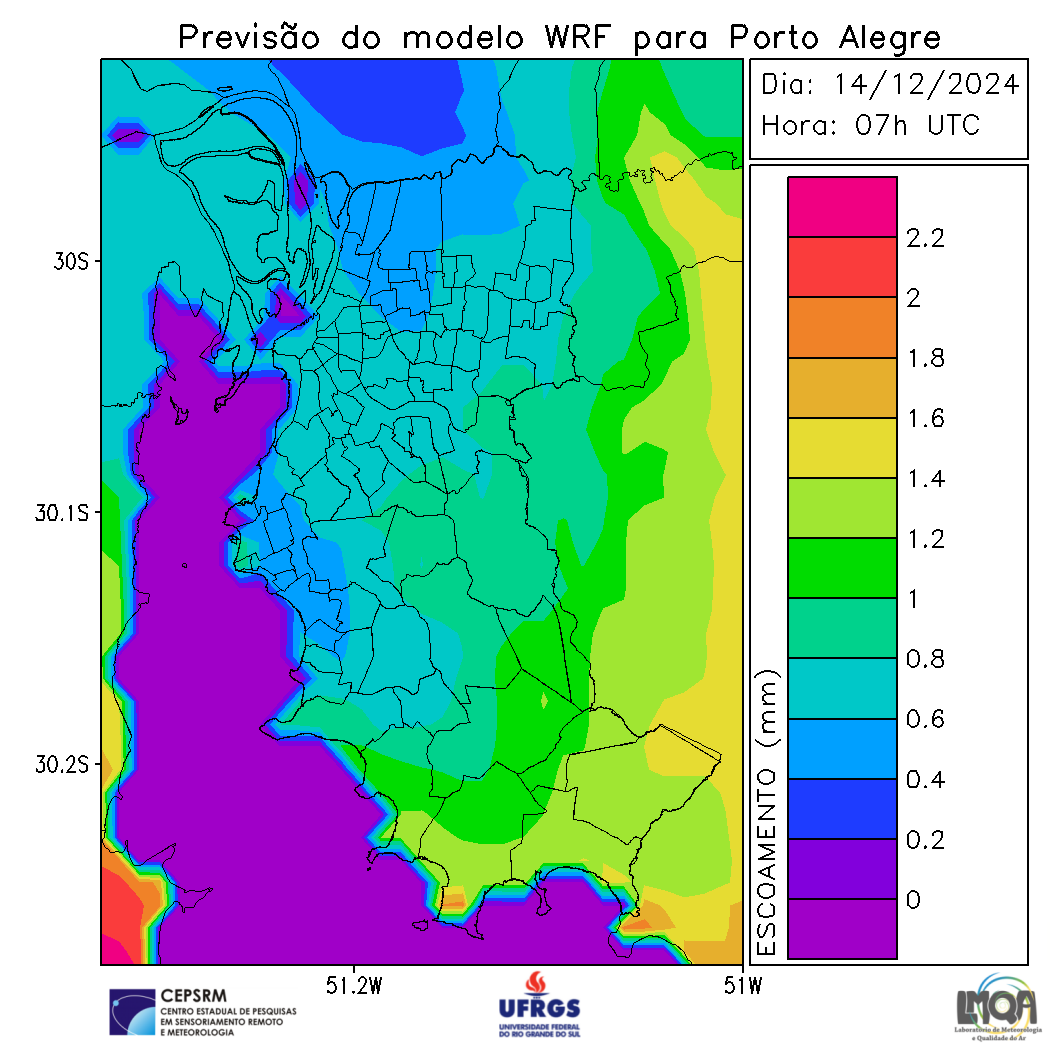 Previsão do modelo WRF para Porto Alegre
Dia: 14/12/2024
Hora: 07h UTC
30S
30.1S
30.2S
51.2W
51W
ESCOAMENTO (mm)
2.2
2
1.8
1.6
1.4
1.2
1
0.8
0.6
0.4
0.2
0
CEPSRM
CENTRO ESTADUAL DE PESQUISAS
EM SENSORIAMENTO REMOTO
E METEOROLOGIA
UFRGS
UNIVERSIDADE FEDERAL
DO RIO GRANDE DO SUL
LMQA
Laboratório de Meteorologia
e Qualidade do Ar